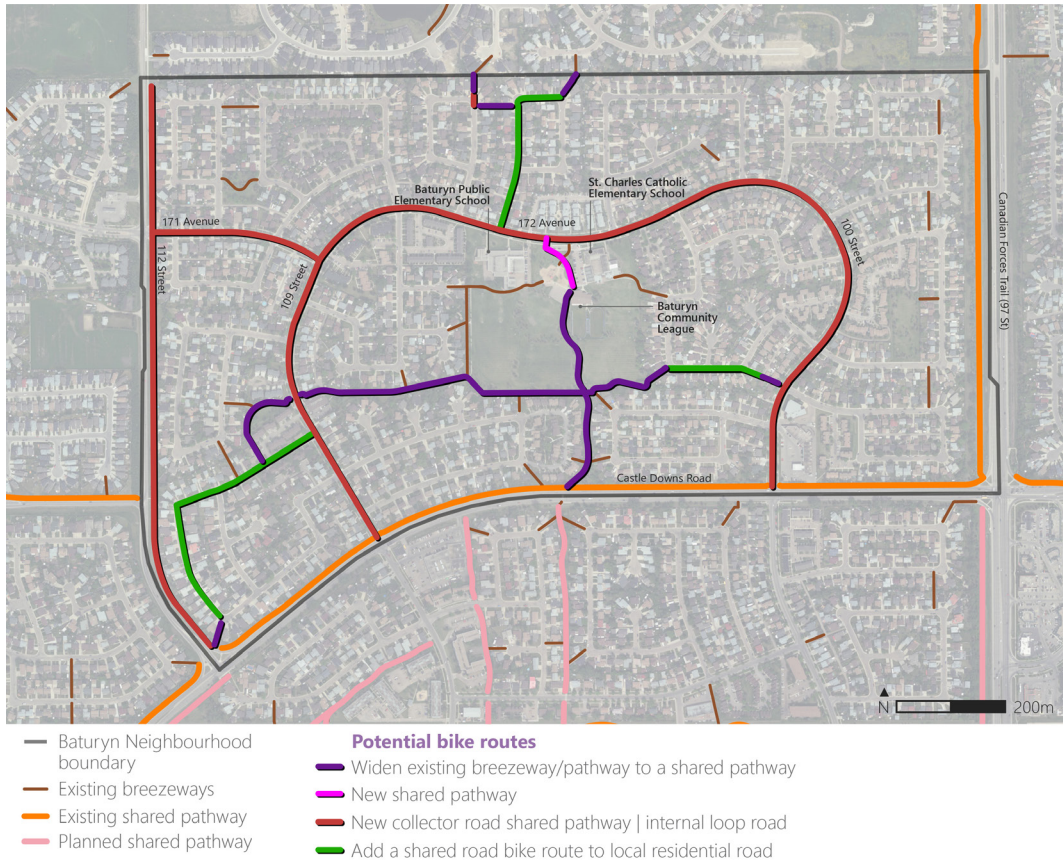 Baturyn Public
Elementary School
St. Charles Catholic
Elementary School
171 Avenue
172 Avenue
112 Street
109 Street
100 Street
Canadian Forces Trail (97 St)
Baturyn
Community
League
Castle Downs Road
N
200m
Baturyn Neighbourhood
boundary
Existing breezeways
Existing shared pathway
Planned shared pathway
Potential bike routes
Widen existing breezeway/pathway to a shared pathway
New shared pathway
New collector road shared pathway | internal loop road
Add a shared road bike route to local residential road